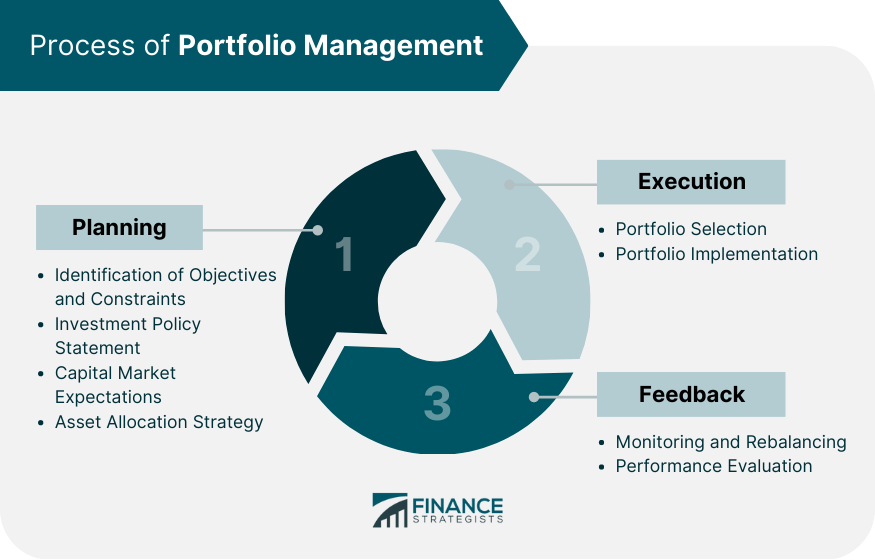 Process of Portfolio Management
Planning
• Identification of Objectives
and Constraints
• Investment Policy
Statement
• Capital Market
Expectations
• Asset Allocation Strategy
1
2
3
Execution
• Portfolio Selection
• Portfolio Implementation
Feedback
• Monitoring and Rebalancing
• Performance Evaluation
FINANCE
STRATEGISTS